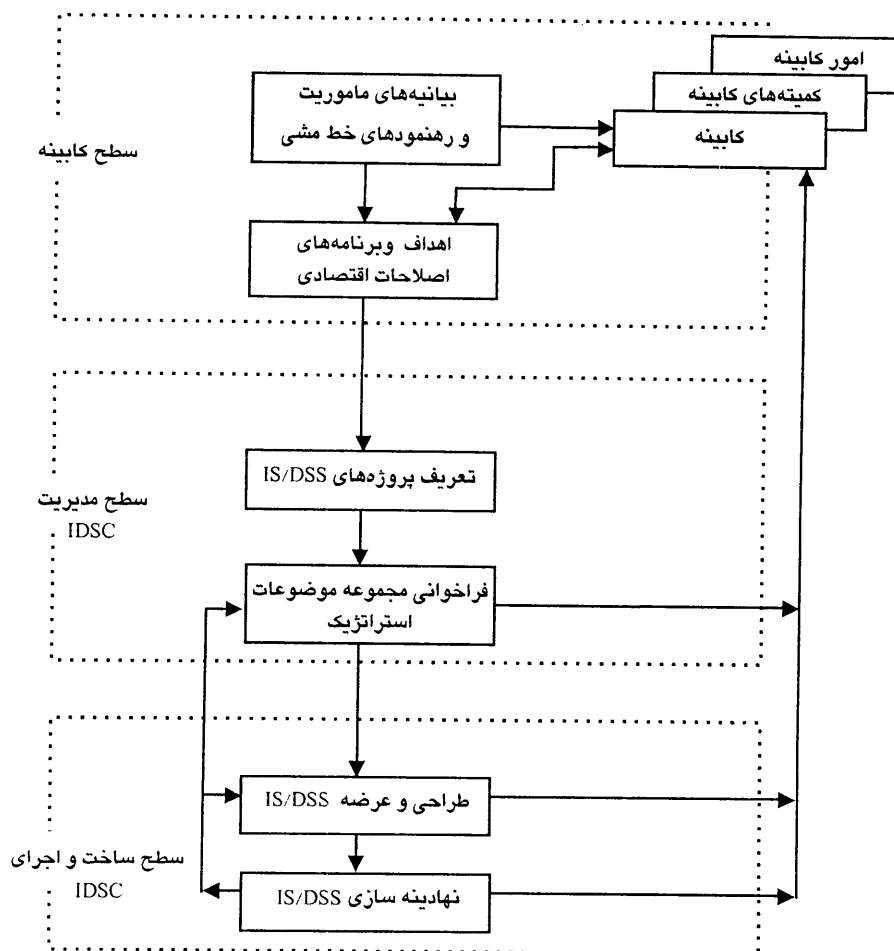 امور کابینه
کمیته‌های کابینه
کابینه
بیانیه‌های ماموریت
و رهنمودهای خط مشی
سطح کابینه
اهداف وبرنامه‌های
اصلاحات اقتصادی
تعریف پروژه‌های IS/DSS
سطح مدیریت
IDSC
فراخوانی مجموعه موضوعات
استراتژیک
طراحی و عرضه IS/DSS
سطح ساخت و اجرای
IDSC
نهادینه سازی IS/DSS